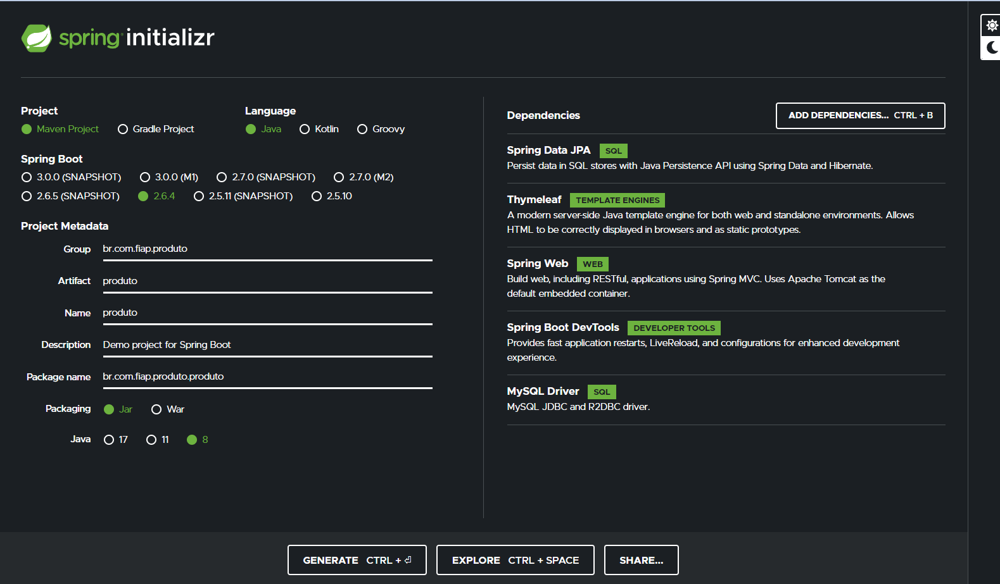 spring initializr
Project
Maven Project Gradle Project
Language
Java Kotlin Groovy
Spring Boot
3.0.0 (SNAPSHOT) 3.0.0 (M1) 2.7.0 (SNAPSHOT) 2.7.0 (M2)
2.6.5 (SNAPSHOT) 2.6.4 2.5.11 (SNAPSHOT) 2.5.10
Project Metadata
Group br.com.fiap.produto
Artifact produto
Name produto
Description Demo project for Spring Boot
Package name br.com.fiap.produto.produto
Packaging Jar War
Java 17 11 8
Dependencies ADD DEPENDENCIES... CTRL + B
Spring Data JPA SQL
Persist data in SQL stores with Java Persistence API using Spring Data and Hibernate.
Thymeleaf TEMPLATE ENGINES
A modern server-side Java template engine for both web and standalone environments. Allows
HTML to be correctly displayed in browsers and as static prototypes.
Spring Web WEB
Build web, including RESTful, applications using Spring MVC. Uses Apache Tomcat as the
default embedded container.
Spring Boot DevTools DEVELOPER TOOLS
Provides fast application restarts, LiveReload, and configurations for enhanced development
experience.
MySQL Driver SQL
MySQL JDBC and R2DBC driver.
GENERATE CTRL + ⏎ EXPLORE CTRL + SPACE SHARE...